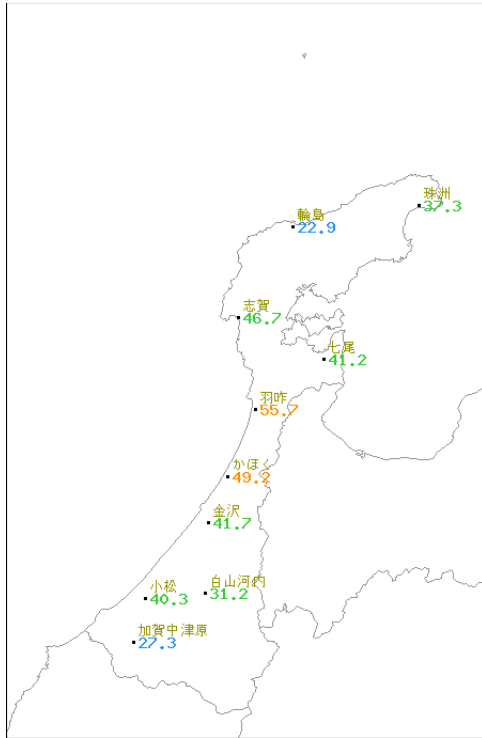 珠洲
37.3
輪島
22.9
志賀
46.7
七尾
41.2
羽咋
55.7
かほく
49.2
金沢
41.7
白山河内
31.2
小松
40.3
加賀中津原
27.3